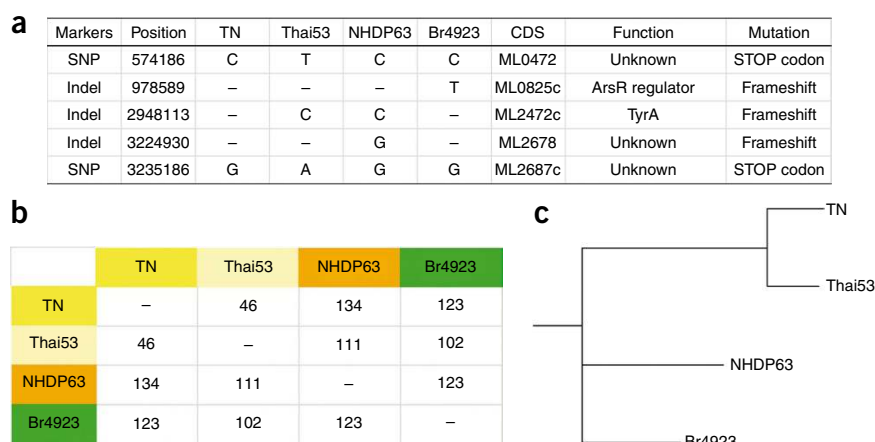 a
Markers Position TN Thai53 NHDP63 Br4923 CDS Function Mutation
SNP 574186 C T C C ML0472 Unknown STOP codon
Indel 978589 – – – T ML0825c ArsR regulator Frameshift
Indel 2948113 – C C – ML2472c TyrA Frameshift
Indel 3224930 – – G – ML2678 Unknown Frameshift
SNP 3235186 G A G G ML2687c Unknown STOP codon
b
TN Thai53 NHDP63 Br4923
TN – 46 134 123
Thai53 46 – 111 102
NHDP63 134 111 – 123
Br4923 123 102 123 –
c
TN
Thai53
NHDP63
Br4923